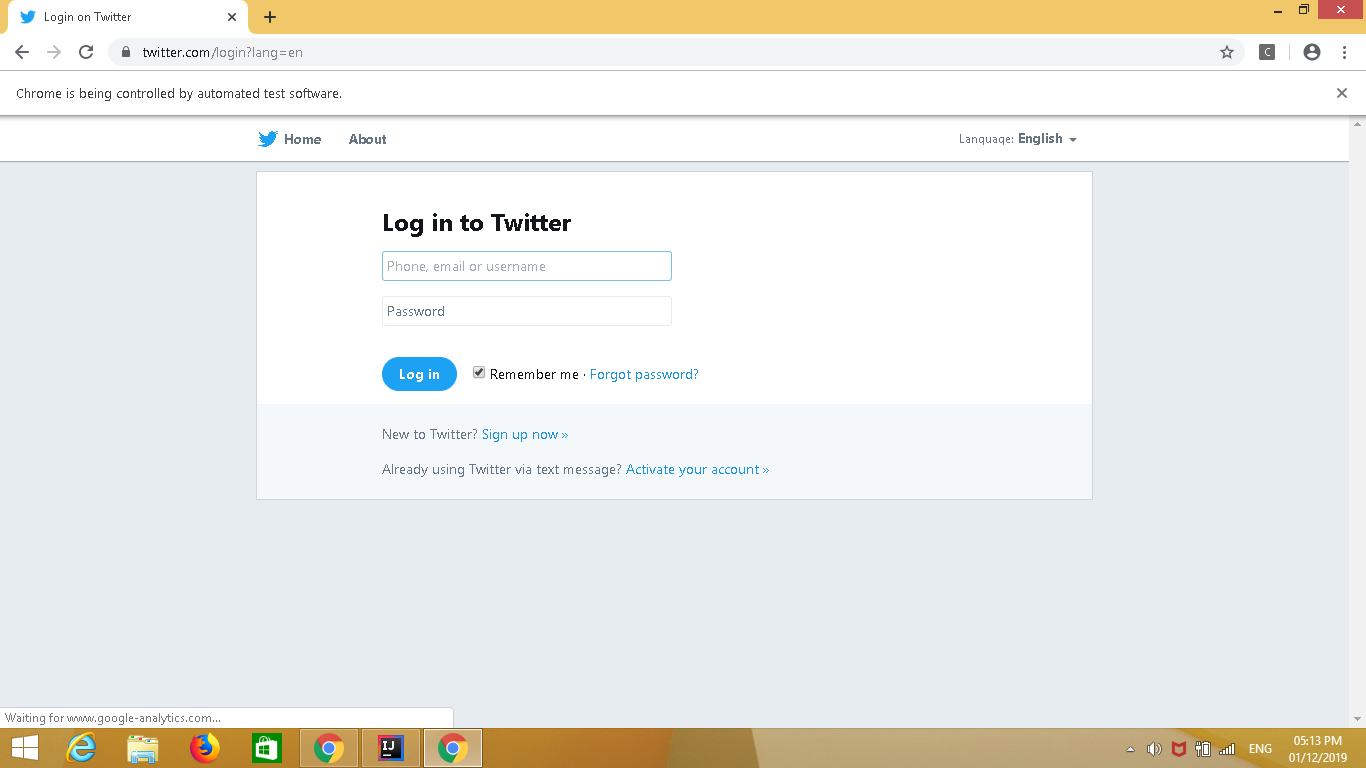 Login on Twitter
twitter.com/login?lang=en
C
Chrome is being controlled by automated test software.
Home About Language: English
Log in to Twitter
Phone, email or username
Password
Log in Remember me · Forgot password?
New to Twitter? Sign up now »
Already using Twitter via text message? Activate your account »
Waiting for www.google-analytics.com...
IJ
ENG
05:13 PM
01/12/2019